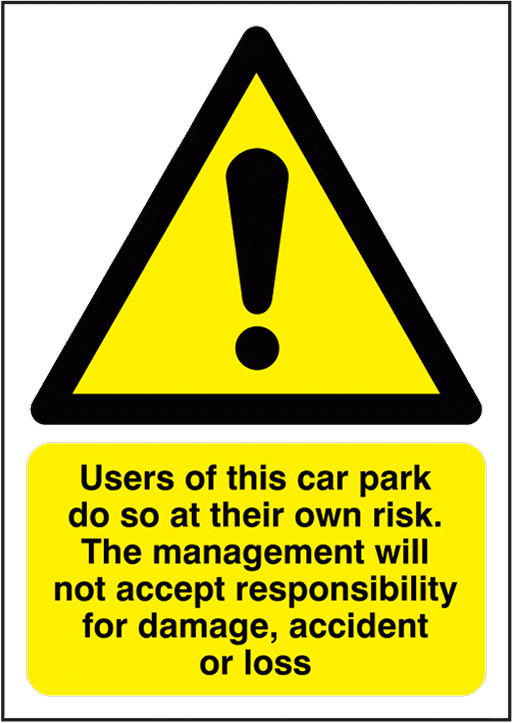 Users of this car park
do so at their own risk.
The management will
not accept responsibility
for damage, accident
or loss